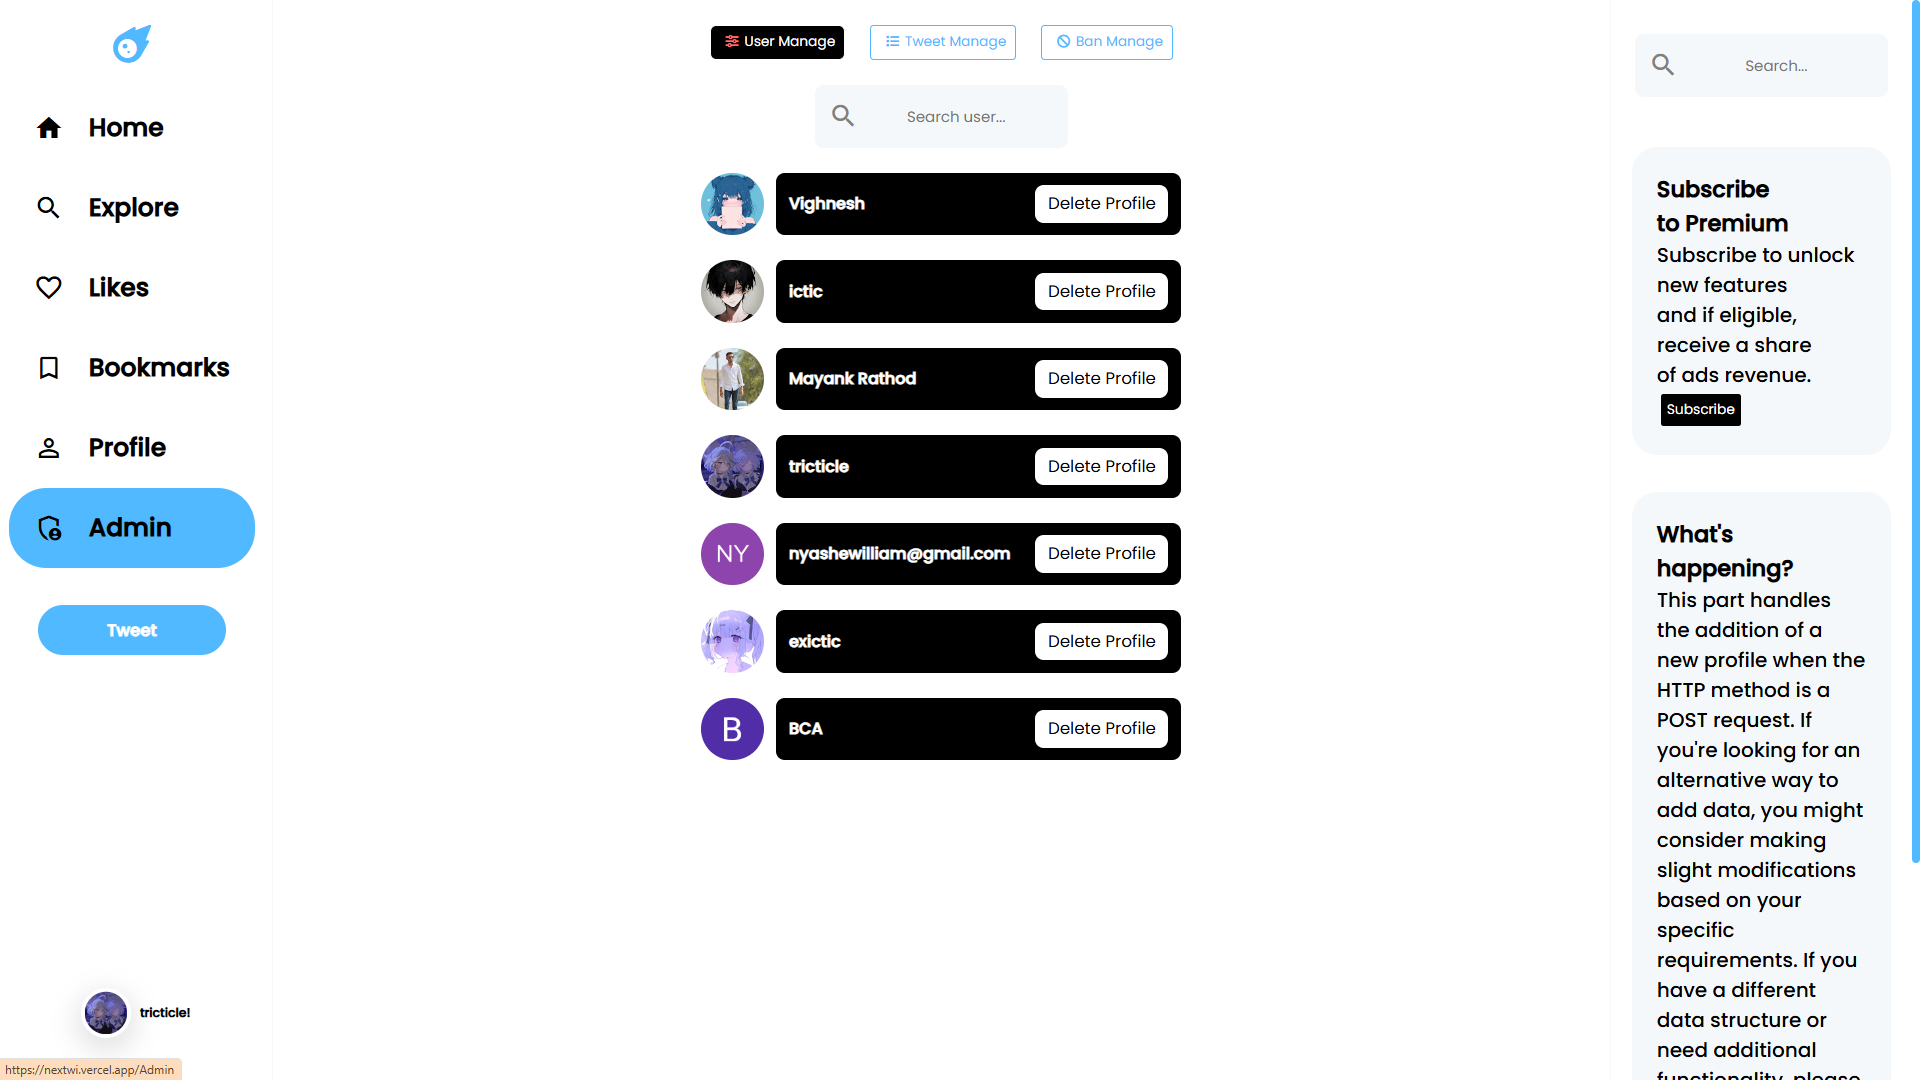 Home
Explore
Likes
Bookmarks
Profile
Admin
Tweet
tricticle!
https://nextwi.vercel.app/Admin
User Manage
Tweet Manage
Ban Manage
Search user...
Vighnesh
Delete Profile
ictic
Delete Profile
Mayank Rathod
Delete Profile
tricticle
Delete Profile
NY
nyashewilliam@gmail.com
Delete Profile
exictic
Delete Profile
B
BCA
Delete Profile
Search...
Subscribe
to Premium
Subscribe to unlock
new features
and if eligible,
receive a share
of ads revenue.
Subscribe
What's
happening?
This part handles
the addition of a
new profile when the
HTTP method is a
POST request. If
you're looking for an
alternative way to
add data, you might
consider making
slight modifications
based on your
specific
requirements. If you
have a different
data structure or
need additional
functionality, please